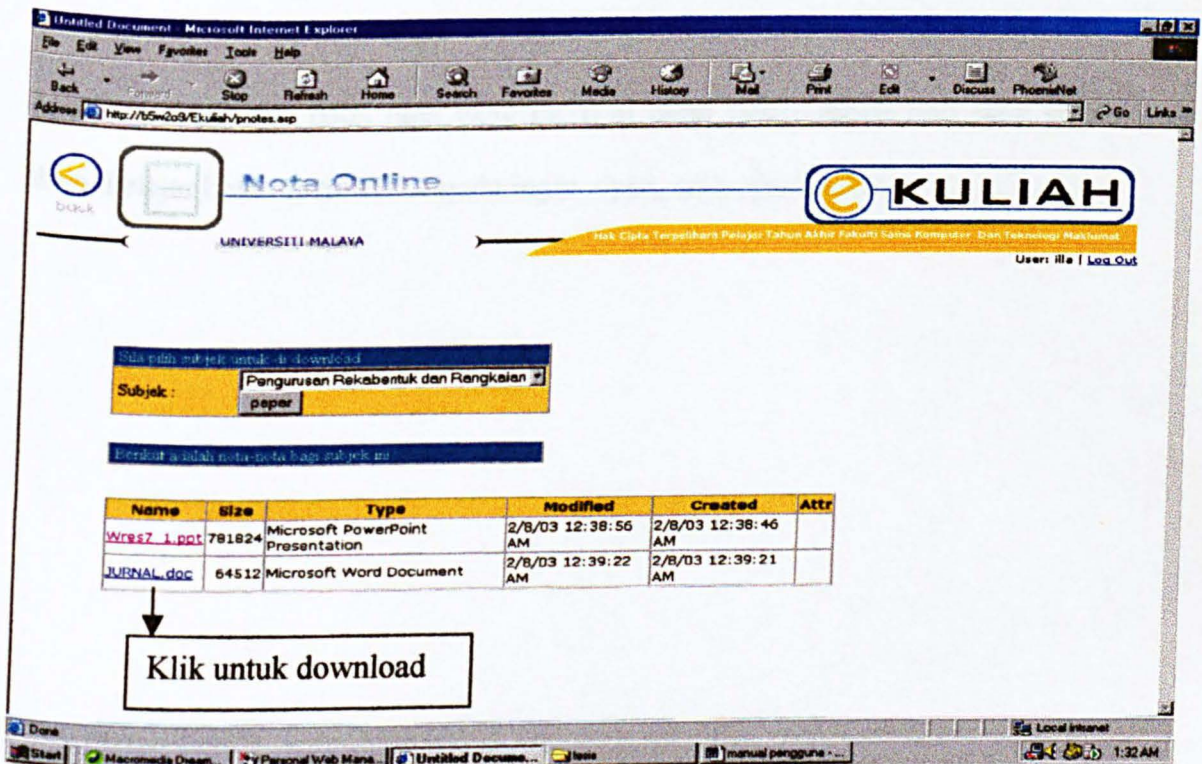 Untitled Document - Microsoft Internet Explorer
File Edit View Favorites Tools Help
Back Forward Stop Refresh Home Search Favorites Media History Mail Print Edit Discuss PhoenixNet
Address http://b5w2o9/Ekuliah/pnotes.asp Go Links »
back
Nota Online
e KULIAH
UNIVERSITI MALAYA
Hak Cipta Terpelihara Pelajar Tahun Akhir Fakulti Sains Komputer Dan Teknologi Maklumat
User: illa | Log Out
Sila pilih subjek untuk di download
Subjek : Pengurusan Rekabentuk dan Rangkaian
papar
Berikut adalah nota-nota bagi subjek ini
Name Size Type Modified Created Attr
Wres7_1.ppt 781824 Microsoft PowerPoint Presentation 2/8/03 12:38:56 AM 2/8/03 12:38:46 AM
JURNAL.doc 64512 Microsoft Word Document 2/8/03 12:39:22 AM 2/8/03 12:39:21 AM
Klik untuk download
Done Local intranet
Start Macromedia Dream... Personal Web Mana... Untitled Docume... manual pengguna - ... 1:32 AM